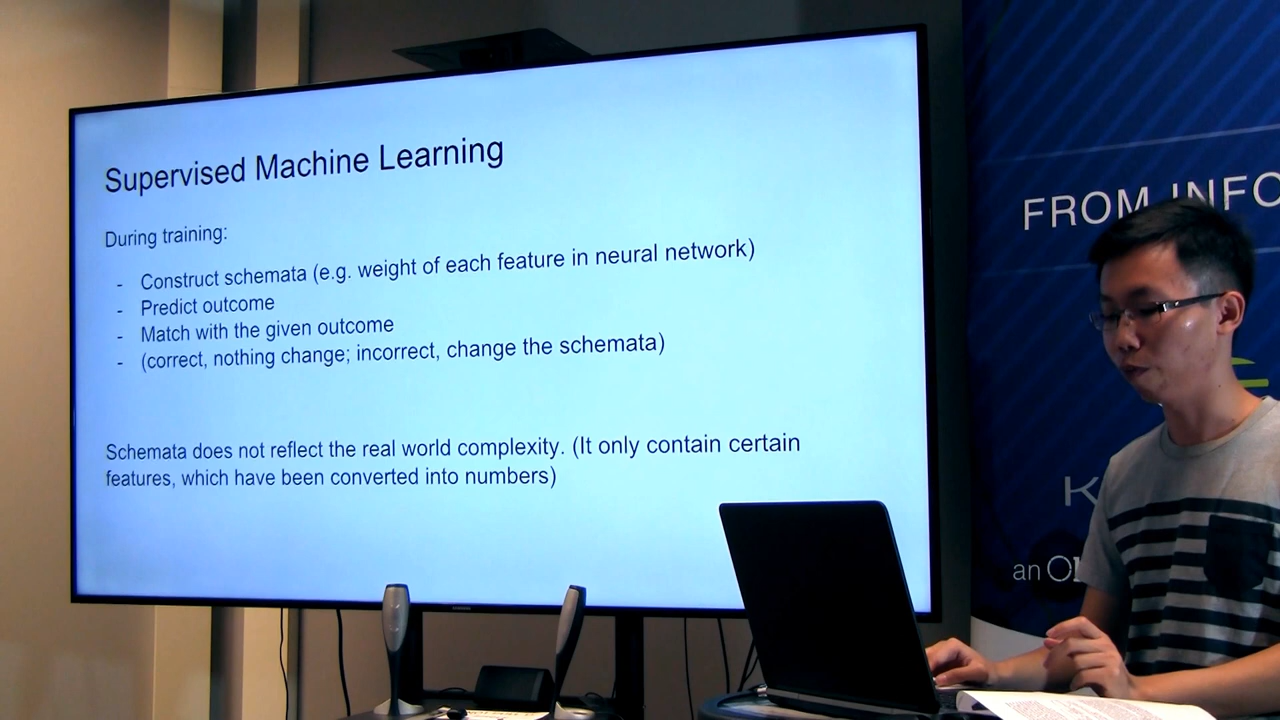 Supervised Machine Learning
During training:
- Construct schemata (e.g. weight of each feature in neural network)
- Predict outcome
- Match with the given outcome
- (correct, nothing change; incorrect, change the schemata)
Schemata does not reflect the real world complexity. (It only contain certain
features, which have been converted into numbers)
FROM INFO
K
an